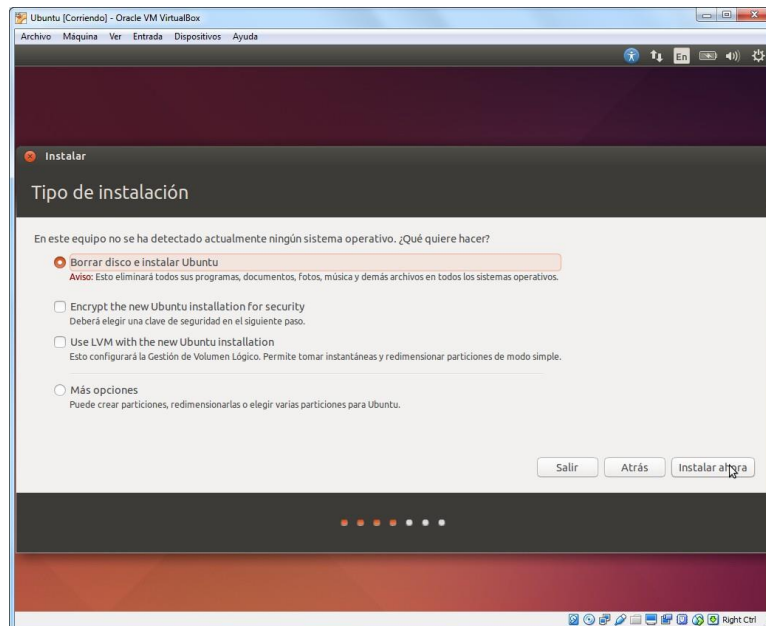 Ubuntu [Corriendo] - Oracle VM VirtualBox
Archivo Máquina Ver Entrada Dispositivos Ayuda
En
Instalar
Tipo de instalación
En este equipo no se ha detectado actualmente ningún sistema operativo. ¿Qué quiere hacer?
Borrar disco e instalar Ubuntu
Aviso: Esto eliminará todos sus programas, documentos, fotos, música y demás archivos en todos los sistemas operativos.
Encrypt the new Ubuntu installation for security
Deberá elegir una clave de seguridad en el siguiente paso.
Use LVM with the new Ubuntu installation
Esto configurará la Gestión de Volumen Lógico. Permite tomar instantáneas y redimensionar particiones de modo simple.
Más opciones
Puede crear particiones, redimensionarlas o elegir varias particiones para Ubuntu.
Salir Atrás Instalar ahora
Right Ctrl